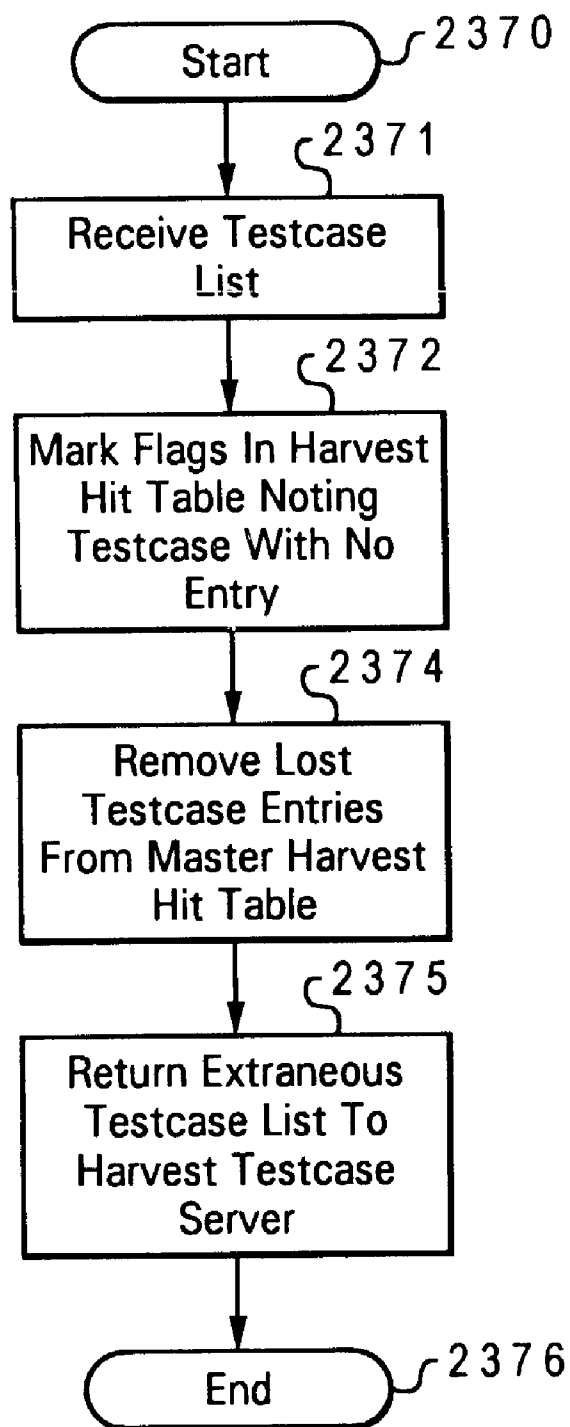 Start
2370
2371
Receive Testcase
List
2372
Mark Flags In Harvest
Hit Table Noting
Testcase With No
Entry
2374
Remove Lost
Testcase Entries
From Master Harvest
Hit Table
2375
Return Extraneous
Testcase List To
Harvest Testcase
Server
End
2376